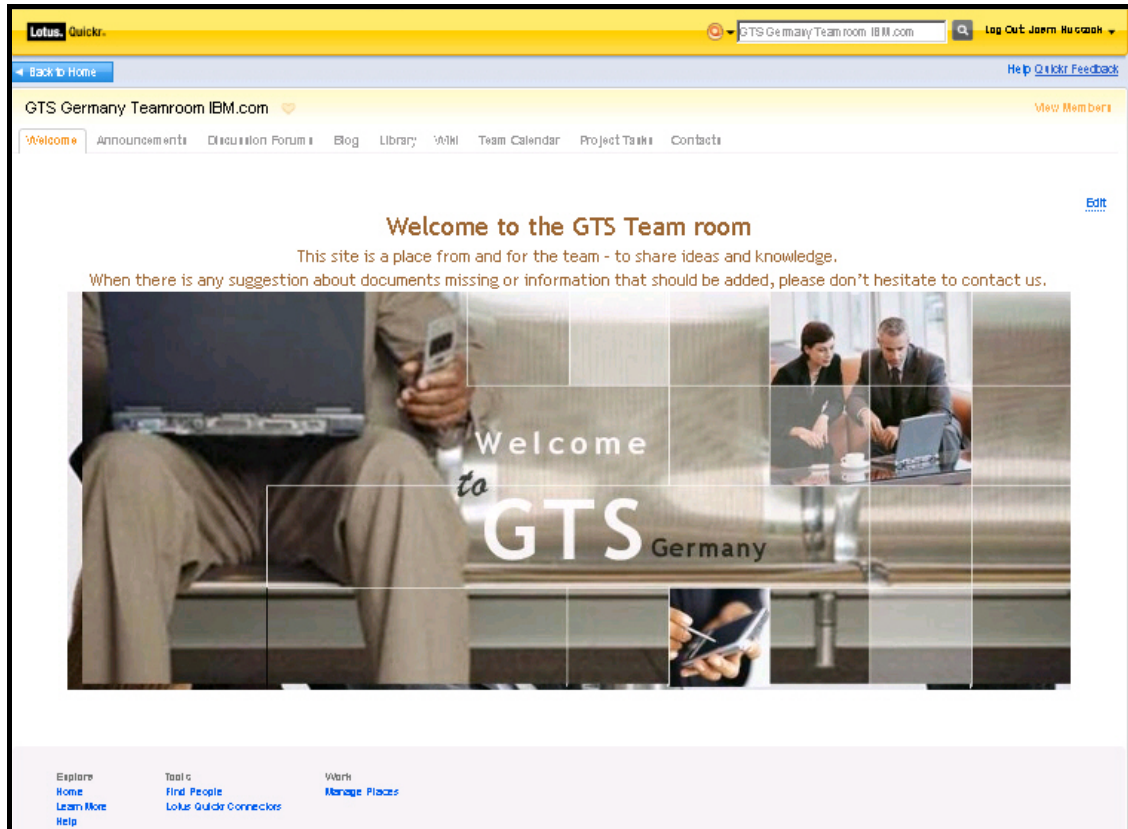 Lotus. Quickr.
GTS Germany Teamroom IBM.com
Log Out: Joern
Back to Home
Help Quickr Feedback
GTS Germany Teamroom IBM.com
View Members
Welcome Announcements Discussion Forums Blog Library Wiki Team Calendar Project Tasks Contacts
Edit
Welcome to the GTS Team room
This site is a place from and for the team - to share ideas and knowledge.
When there is any suggestion about documents missing or information that should be added, please don't hesitate to contact us.
Welcome
to
GTS Germany
Explore Tools Work
Home Find People Manage Places
Learn More Lotus Quickr Connectors
Help